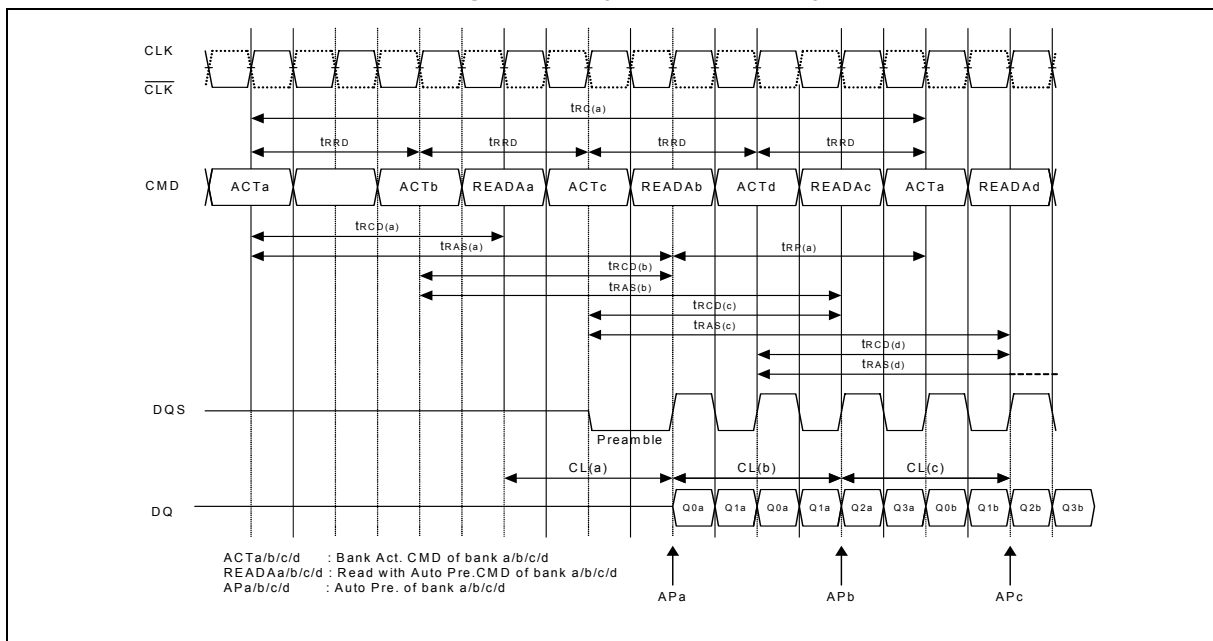 CLK
CLK
tRC(a)
tRRD tRRD tRRD tRRD
CMD ACTa ACTb READAa ACTc READAb ACTd READAc ACTa READAd
tRCD(a)
tRAS(a) tRP(a)
tRCD(b)
tRAS(b)
tRCD(c)
tRAS(c)
tRCD(d)
tRAS(d)
DQS
Preamble
CL(a) CL(b) CL(c)
DQ Q0a Q1a Q0a Q1a Q2a Q3a Q0b Q1b Q2b Q3b
ACTa/b/c/d : Bank Act. CMD of bank a/b/c/d
READAa/b/c/d : Read with Auto Pre.CMD of bank a/b/c/d
APa/b/c/d : Auto Pre. of bank a/b/c/d
APa APb APc